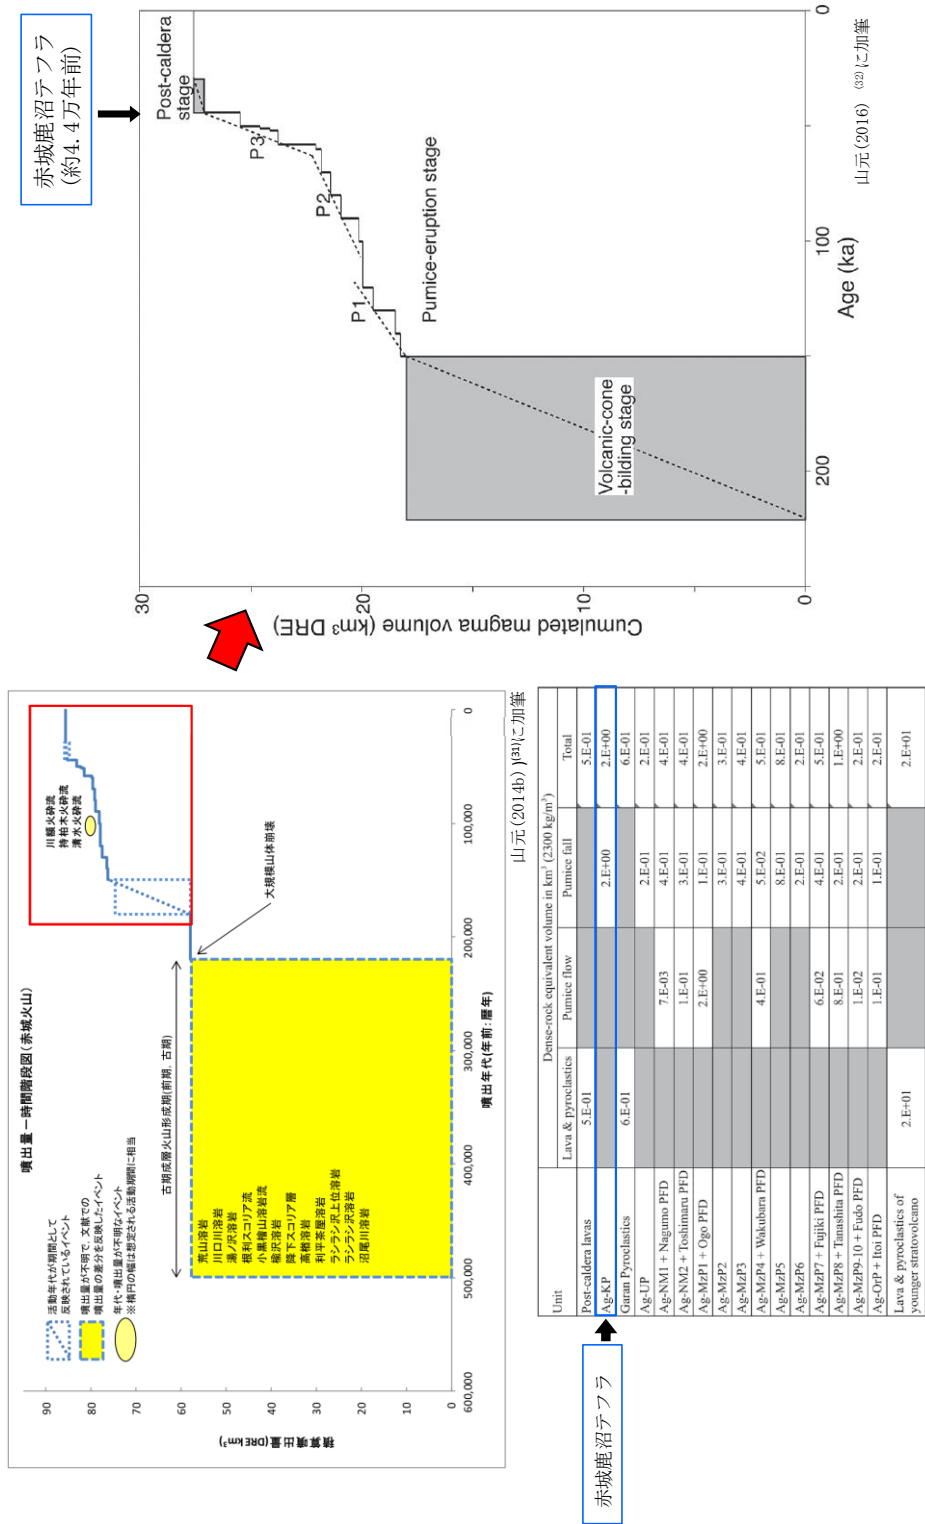 噴出量ー時間階段図(赤城火山)
活動年代が期間として
反映されているイベント
噴出量が不明で、文献での
噴出量の差分を反映したイベント
年代・噴出量が不明なイベント
※楕円の幅は想定される活動期間に相当
積算噴出量(DRE km³)
90
80
70
60
50
40
30
20
10
0
古期成層火山形成期(前期、古期)
荒山溶岩
川口川溶岩
湯ノ沢溶岩
根利スコリア流
小黒檜山溶岩流
楡沢溶岩
降下スコリア層
高楢溶岩
利平茶屋溶岩
ラシラシ沢上位溶岩
ラシラシ沢溶岩
沼尾川溶岩
大規模山体崩壊
川額火砕流
持柏木火砕流
清水火砕流
600,000
500,000
400,000
300,000
200,000
100,000
0
噴出年代(年前:暦年)
山元(2014b) )⁽³¹⁾に加筆
赤城鹿沼テフラ
(約4.4万年前)
Cumulated magma volume (km³ DRE)
30
20
10
0
Post-caldera
stage
P3
P2
P1
Pumice-eruption stage
Volcanic-cone
-bilding stage
200
100
0
Age (ka)
山元(2016) ⁽³²⁾に加筆
赤城鹿沼テフラ
Unit
Dense-rock equivalent volume in km³ (2300 kg/m³)
Lava & pyroclastics Pumice flow Pumice fall Total
Post-caldera lavas 5.E-01 5.E-01
Ag-KP 2.E+00 2.E+00
Garan Pyroclastics 6.E-01 6.E-01
Ag-UP 2.E-01 2.E-01
Ag-NM1 + Nagumo PFD 7.E-03 4.E-01 4.E-01
Ag-NM2 + Toshimaru PFD 1.E-01 3.E-01 4.E-01
Ag-MzP1 + Ogo PFD 2.E+00 1.E-01 2.E+00
Ag-MzP2 3.E-01 3.E-01
Ag-MzP3 4.E-01 4.E-01
Ag-MzP4 + Wakubara PFD 4.E-01 5.E-02 5.E-01
Ag-MzP5 8.E-01 8.E-01
Ag-MzP6 2.E-01 2.E-01
Ag-MzP7 + Fujiki PFD 6.E-02 4.E-01 5.E-01
Ag-MzP8 + Tanashita PFD 8.E-01 2.E-01 1.E+00
Ag-MzP9-10 + Fudo PFD 1.E-02 2.E-01 2.E-01
Ag-OrP + Itoi PFD 1.E-01 1.E-01 2.E-01
Lava & pyroclastics of
younger stratovolcano 2.E+01 2.E+01